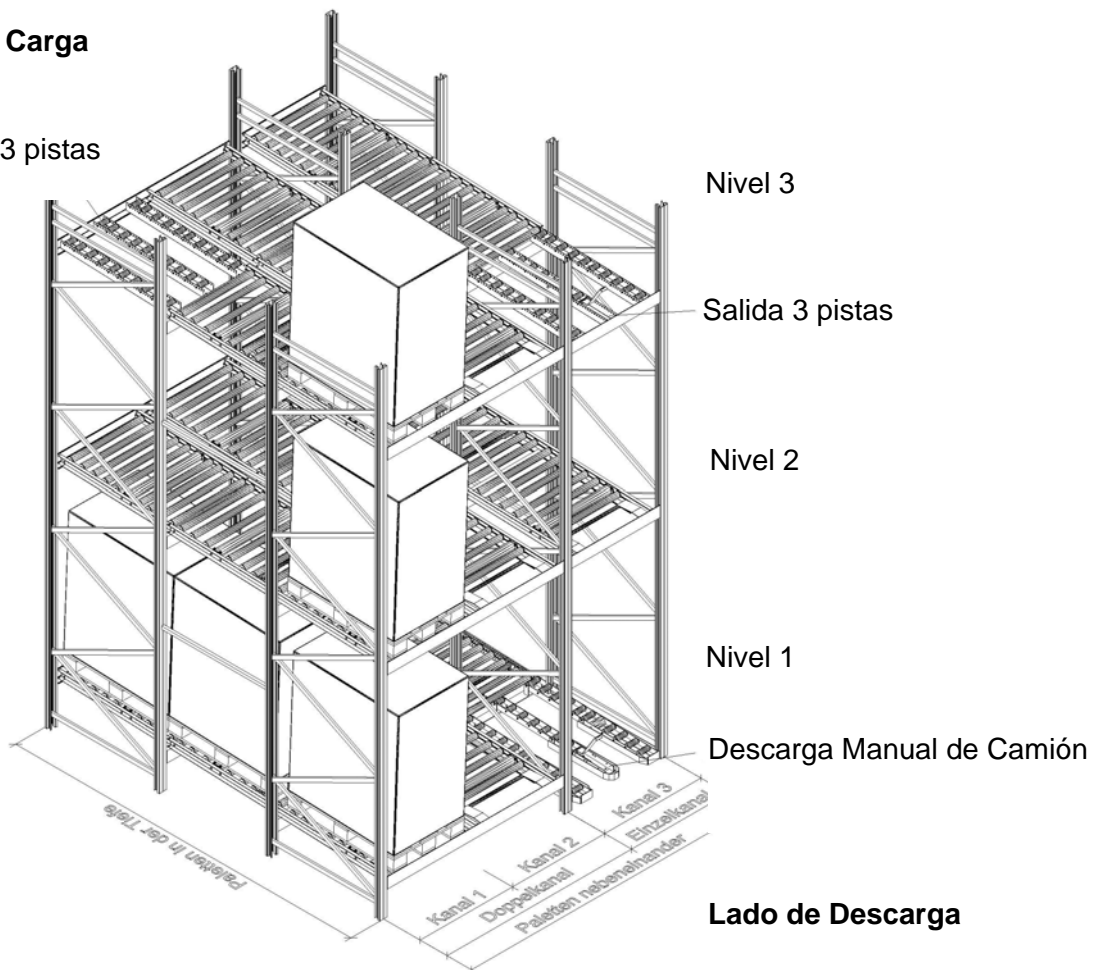 Carga
3 pistas
Nivel 3
Salida 3 pistas
Nivel 2
Nivel 1
Descarga Manual de Camión
Paletten in der Tiefe
Kanal 1
Kanal 2
Kanal 3
Doppelkanal
Einzelkanal
Paletten nebeneinander
Lado de Descarga